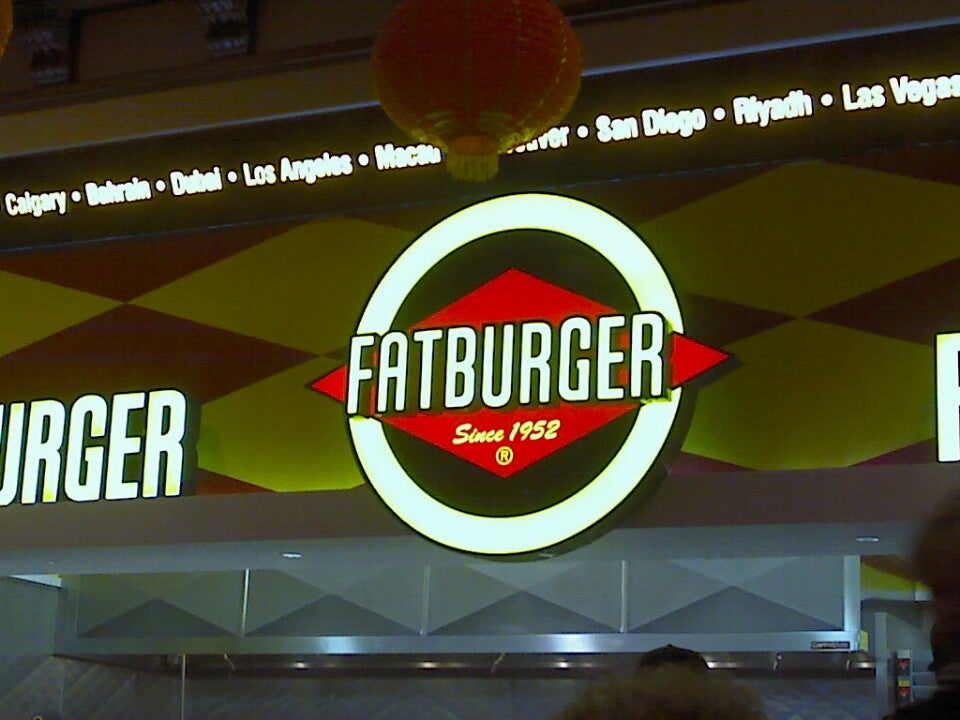 Calgary • Bahrain • Dubai • Los Angeles • Macau • San Diego • Riyadh • Las Vegas
FATBURGER
Since 1952
®
URGER
F